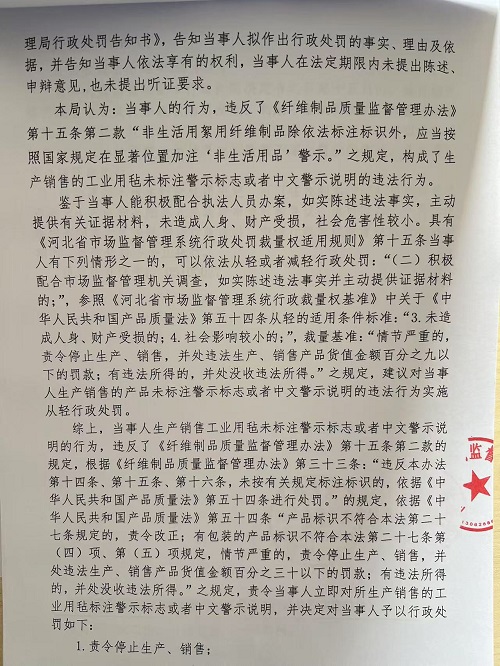 理局行政处罚告知书》，告知当事人拟作出行政处罚的事实、理由及依
据，并告知当事人依法享有的权利，当事人在法定期限内未提出陈述、
申辩意见,也未提出听证要求。
本局认为：当事人的行为，违反了《纤维制品质量监督管理办法》
第十五条第二款“非生活用絮用纤维制品除依法标注标识外，应当按
照国家规定在显著位置加注‘非生活用品’警示。”之规定，构成了生
产销售的工业用毡未标注警示标志或者中文警示说明的违法行为。
鉴于当事人能积极配合执法人员办案，如实陈述违法事实，主动
提供有关证据材料，未造成人身、财产受损，社会危害性较小。具有
《河北省市场监督管理系统行政处罚裁量权适用规则》第十五条当事
人有下列情形之一的，可以依法从轻或者减轻行政处罚：“（二）积极
配合市场监督管理机关调查，如实陈述违法事实并主动提供证据材料
的；”，参照《河北省市场监督管理系统行政裁量权基准》中关于《中
华人民共和国产品质量法》第五十四条从轻的适用条件标准：“3.未造
成人身、财产受损的；4.社会影响较小的；”，裁量基准：“情节严重的，
责令停止生产、销售，并处违法生产、销售产品货值金额百分之九以
下的罚款；有违法所得的，并处没收违法所得。”之规定，建议对当事
人生产销售的产品未标注警示标志或者中文警示说明的违法行为实施
从轻行政处罚。
综上，当事人生产销售工业用毡未标注警示标志或者中文警示说
明的行为，违反了《纤维制品质量监督管理办法》第十五条第二款的
规定，根据《纤维制品质量监督管理办法》第三十三条：“违反本办法
第十四条、第十五条、第十六条，未按有关规定标注标识的，依据《中
华人民共和国产品质量法》第五十四条进行处罚。”的规定，依据《中
华人民共和国产品质量法》第五十四条“产品标识不符合本法第二十
七条规定的，责令改正；有包装的产品标识不符合本法第二十七条第
（四）项、第（五）项规定，情节严重的，责令停止生产、销售，并
处违法生产、销售产品货值金额百分之三十以下的罚款；有违法所得
的，并处没收违法所得。”之规定，责令当事人立即对所生产销售的工
业用毡标注警示标志或者中文警示说明，并决定对当事人予以行政处
罚如下：
1.责令停止生产、销售；
监督